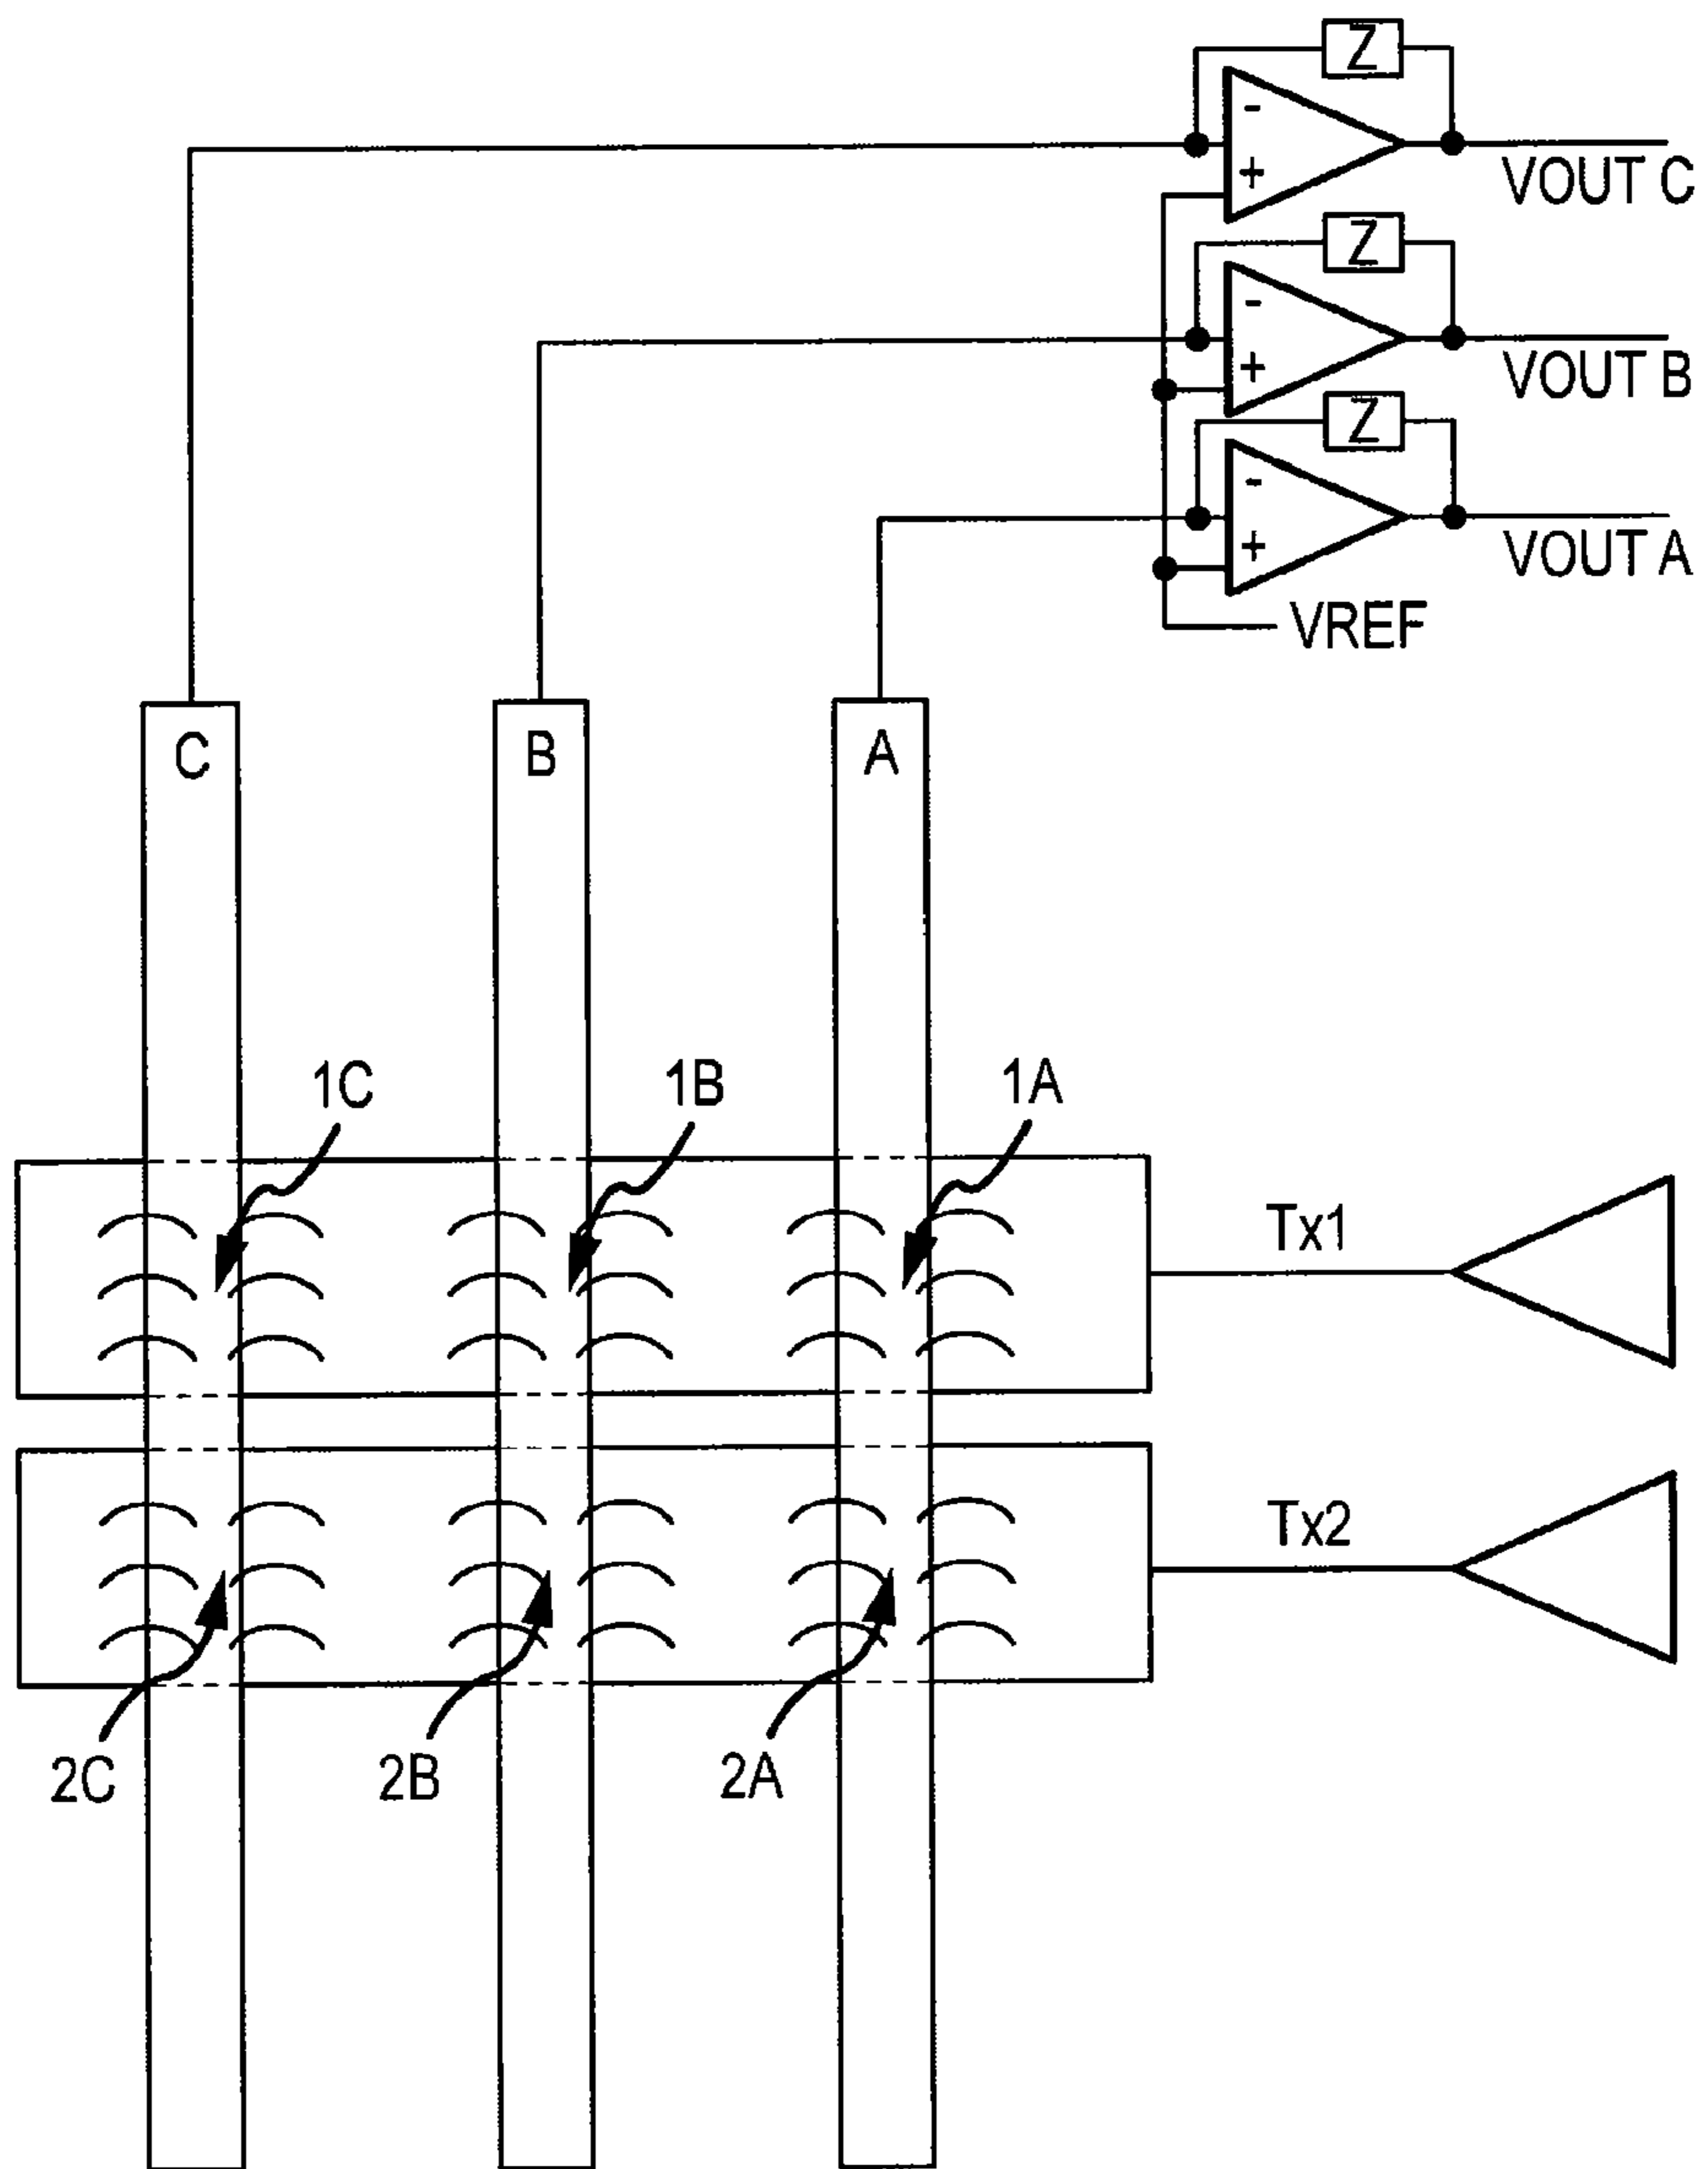 Z
-
+
VOUT C
Z
-
+
VOUT B
Z
-
+
VOUT A
VREF
C
B
A
1C
1B
1A
Tx1
Tx2
2C
2B
2A